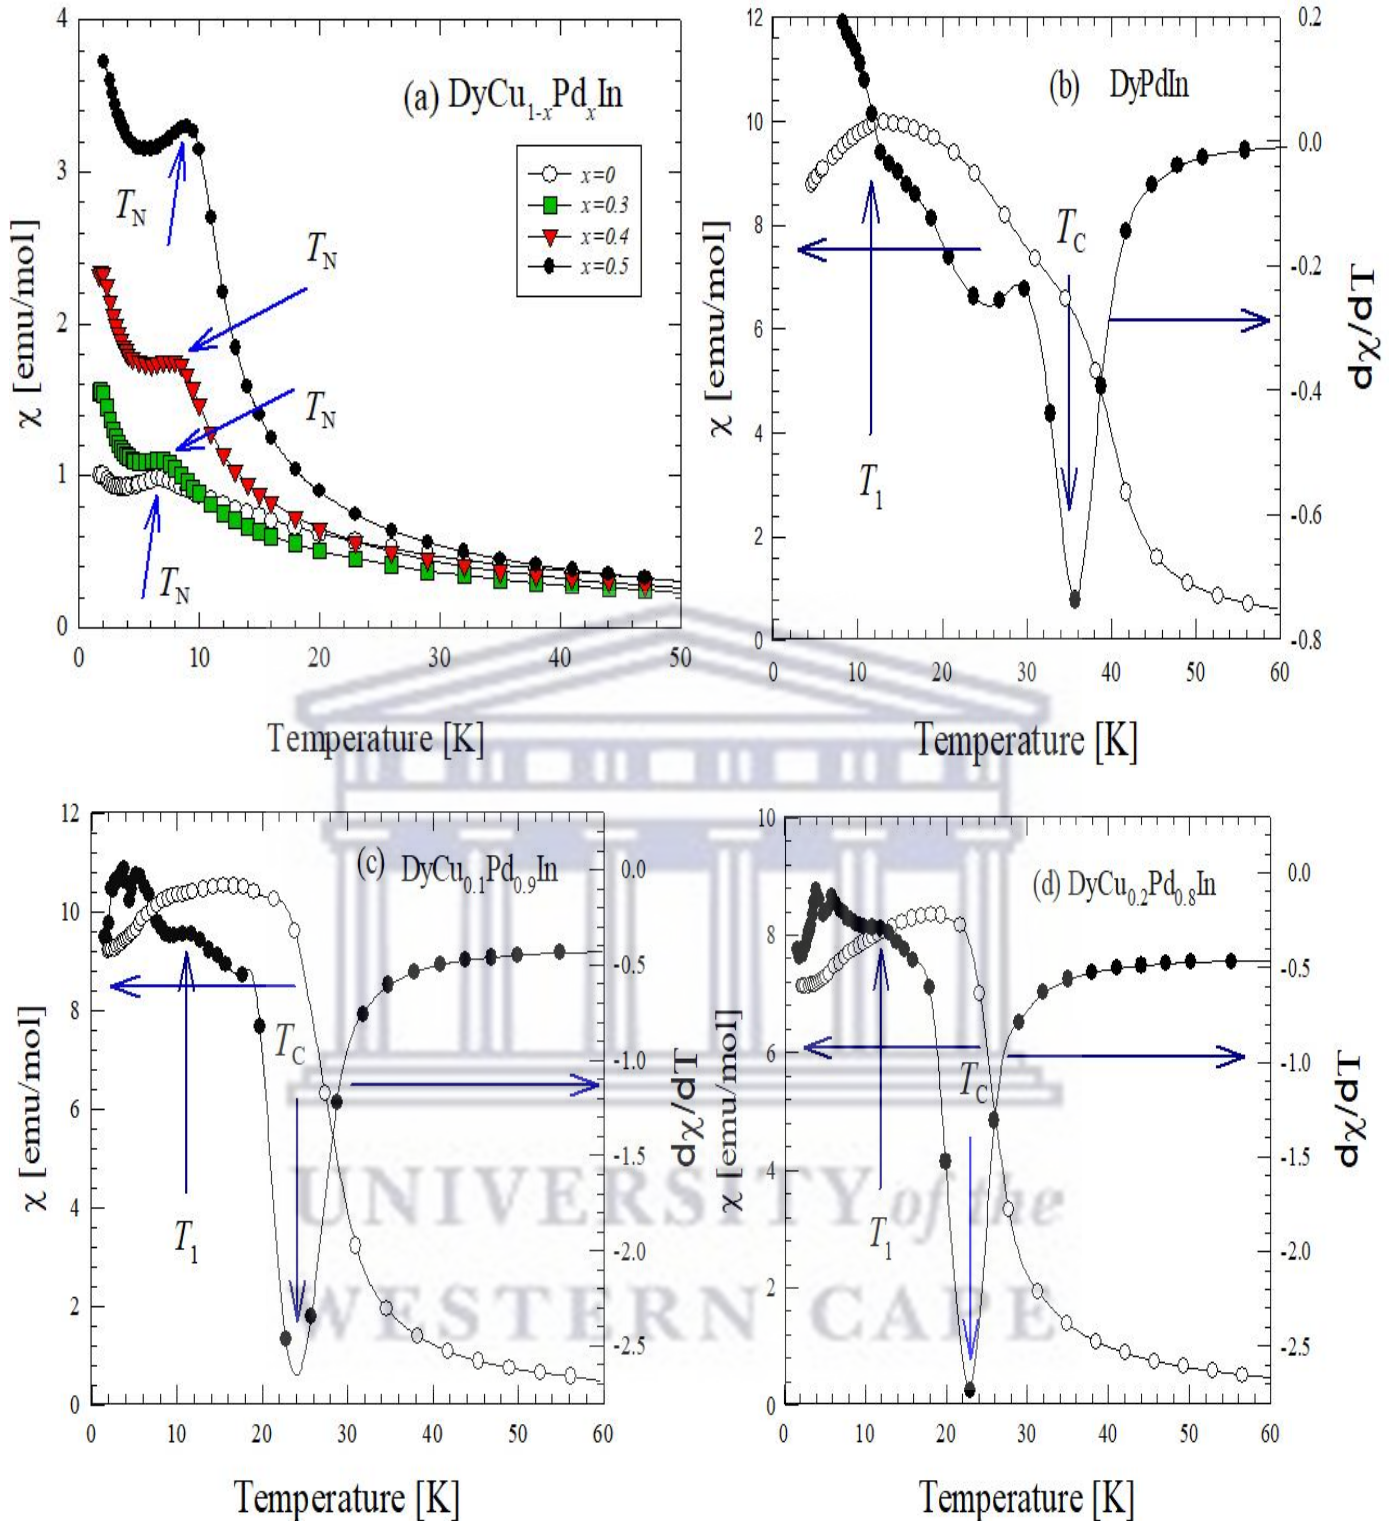 (a) DyCu1-xPdxIn
x=0
x=0.3
x=0.4
x=0.5
TN
TN
TN
TN
χ [emu/mol]
4
3
2
1
0
0 10 20 30 40 50
Temperature [K]
(b) DyPdIn
TC
T1
χ [emu/mol]
12
10
8
6
4
2
0
0.2
0.0
-0.2
-0.4
-0.6
-0.8
dχ/dT
0 10 20 30 40 50 60
Temperature [K]
(c) DyCu0.1Pd0.9In
TC
T1
χ [emu/mol]
12
10
8
6
4
2
0
0.0
-0.5
-1.0
-1.5
-2.0
-2.5
dχ/dT
0 10 20 30 40 50 60
Temperature [K]
(d) DyCu0.2Pd0.8In
TC
T1
χ [emu/mol]
10
8
6
4
2
0
0.0
-0.5
-1.0
-1.5
-2.0
-2.5
dχ/dT
0 10 20 30 40 50 60
Temperature [K]
UNIVERSITY of the
WESTERN CAPE